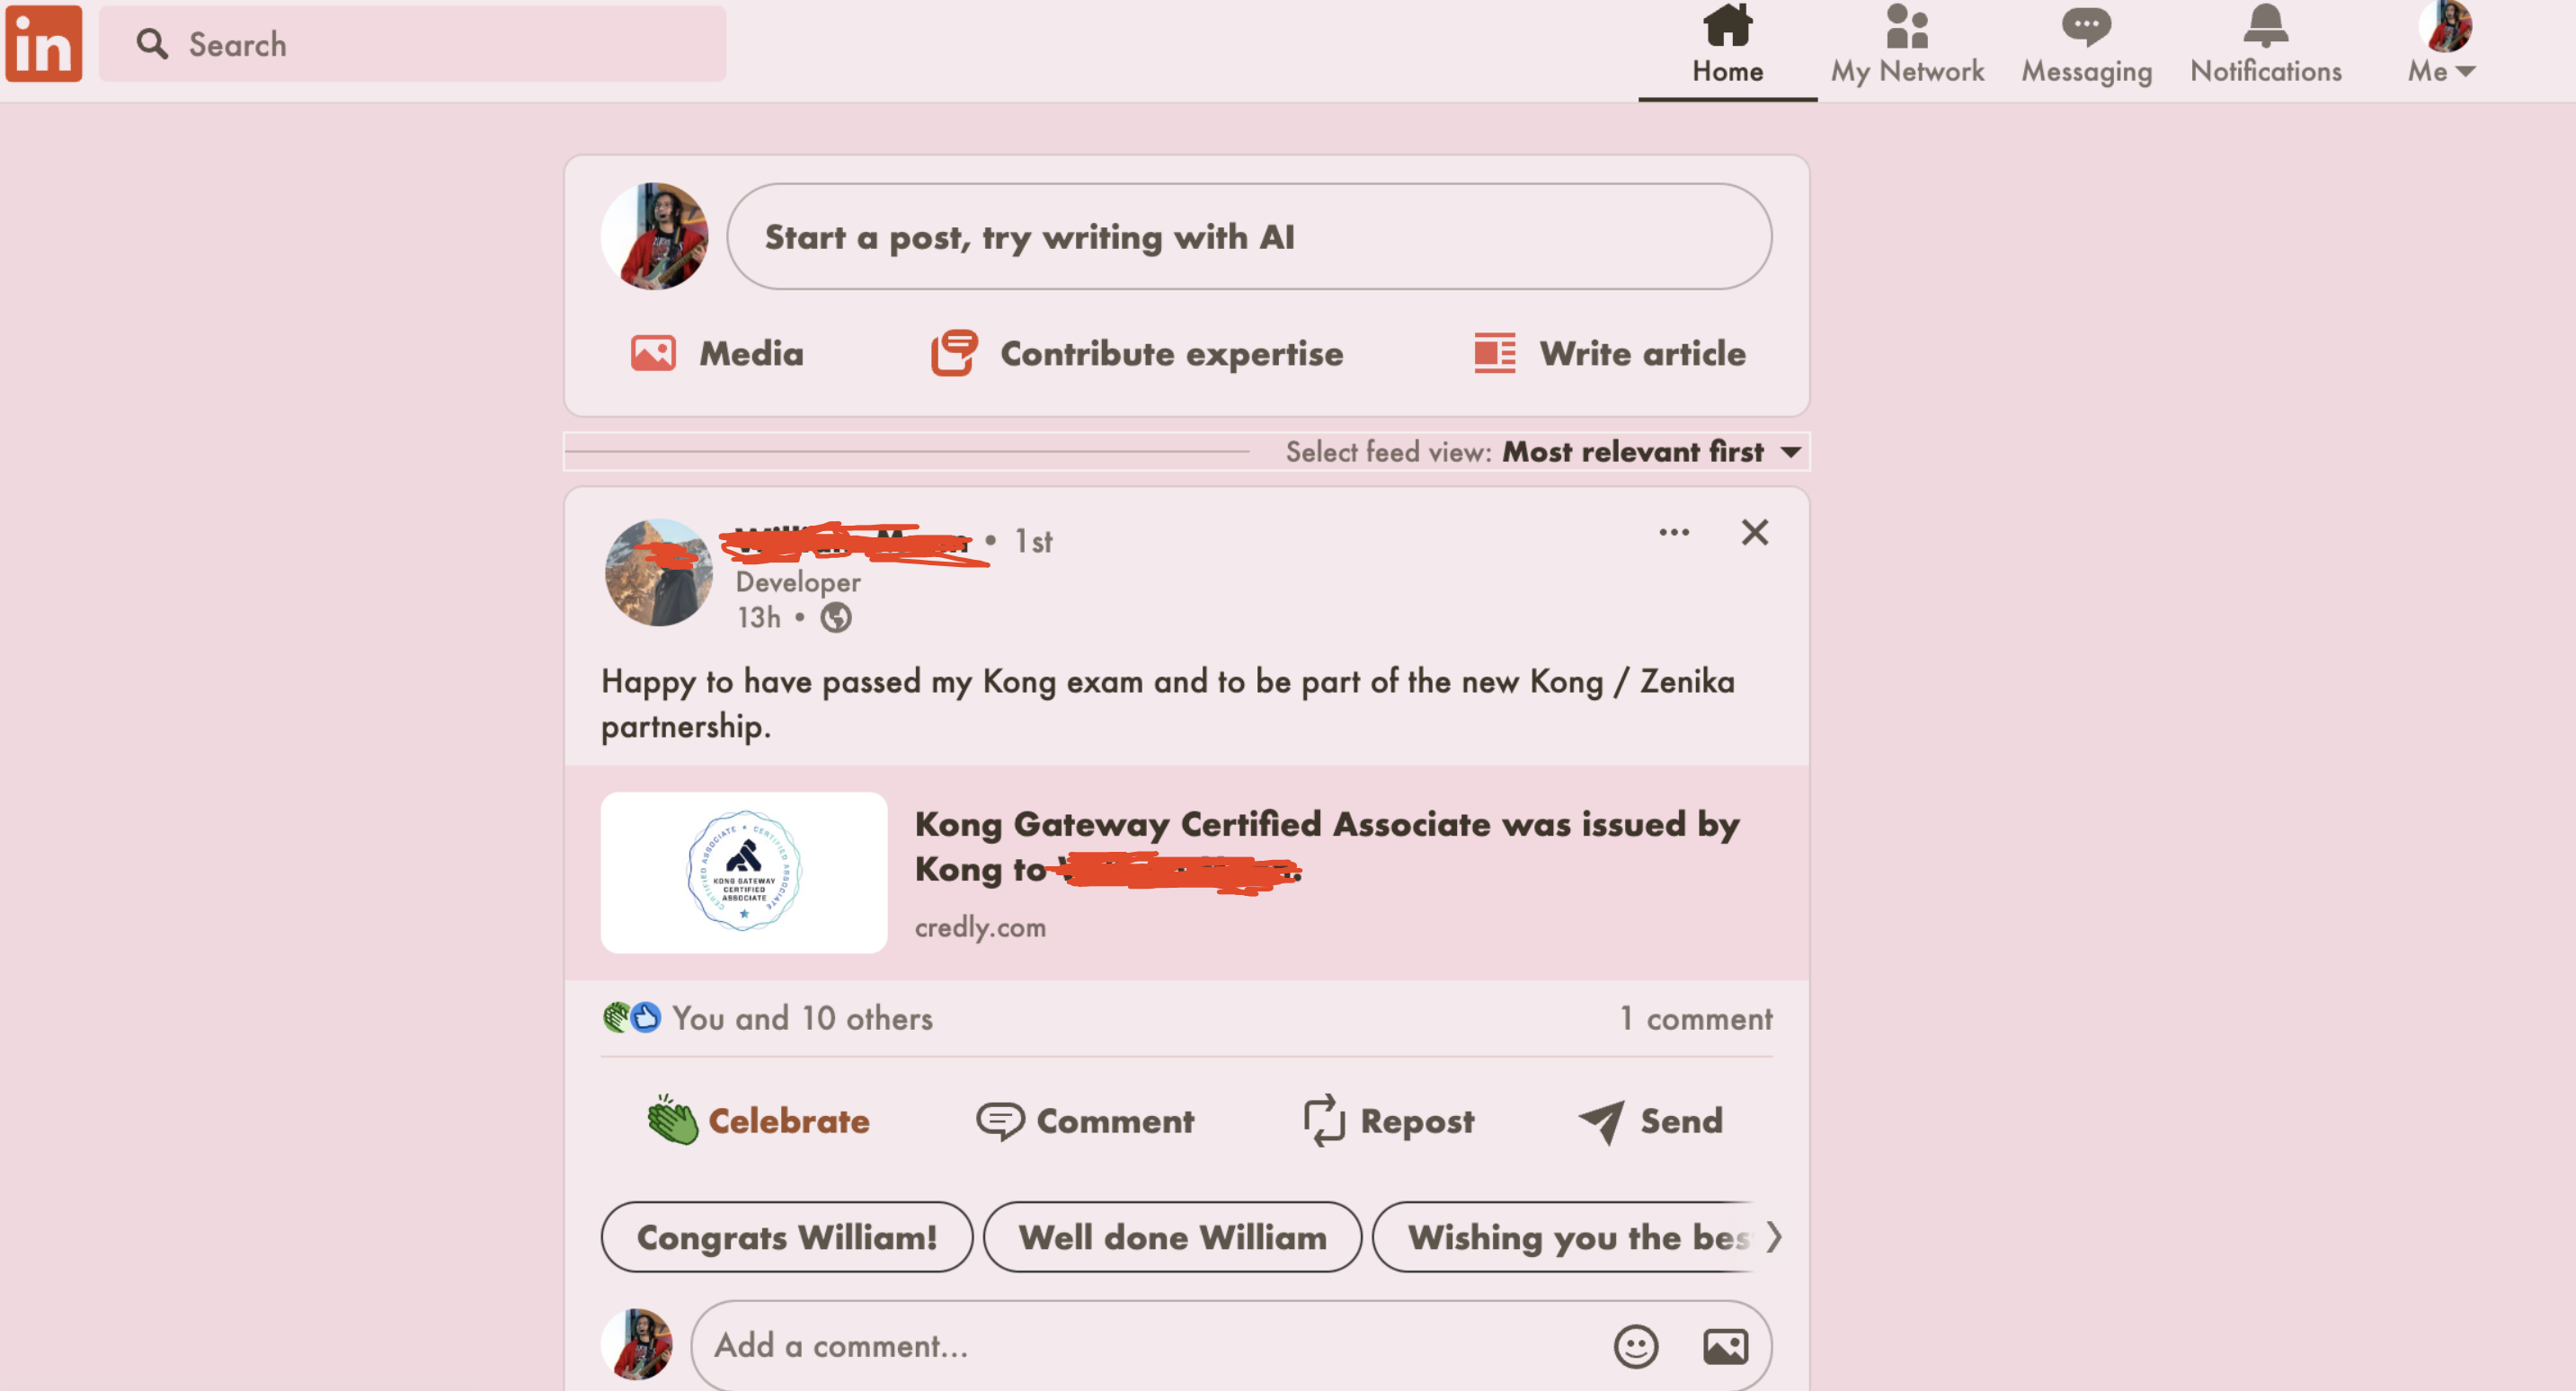 in
Search
Home
My Network
Messaging
Notifications
Me
Start a post, try writing with AI
Media
Contribute expertise
Write article
Select feed view: Most relevant first
• 1st
Developer
13h •
Happy to have passed my Kong exam and to be part of the new Kong / Zenika
partnership.
CERTIFIED ASSOCIATE • CERTIFIED ASSOCIATE
KONG GATEWAY
CERTIFIED
ASSOCIATE
Kong Gateway Certified Associate was issued by
Kong to
credly.com
You and 10 others
1 comment
Celebrate
Comment
Repost
Send
Congrats William!
Well done William
Wishing you the bes
Add a comment...